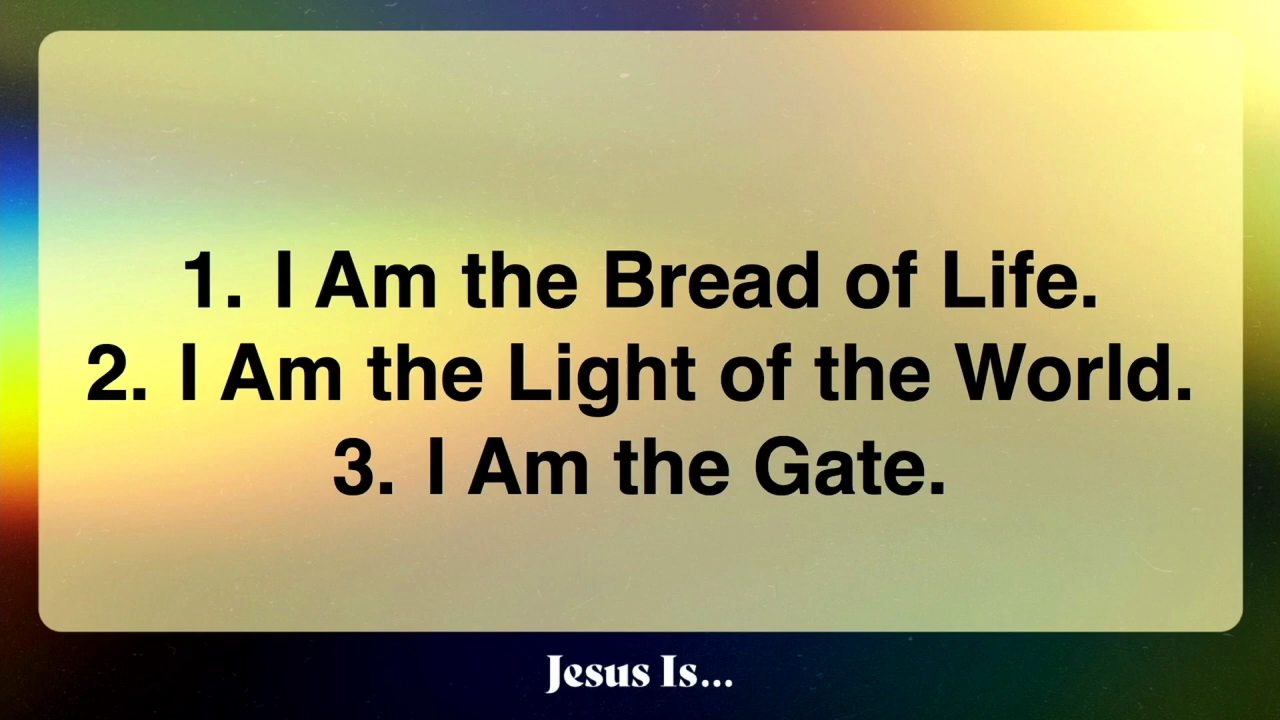 1. I Am the Bread of Life.
2. I Am the Light of the World.
3. I Am the Gate.
Jesus Is...